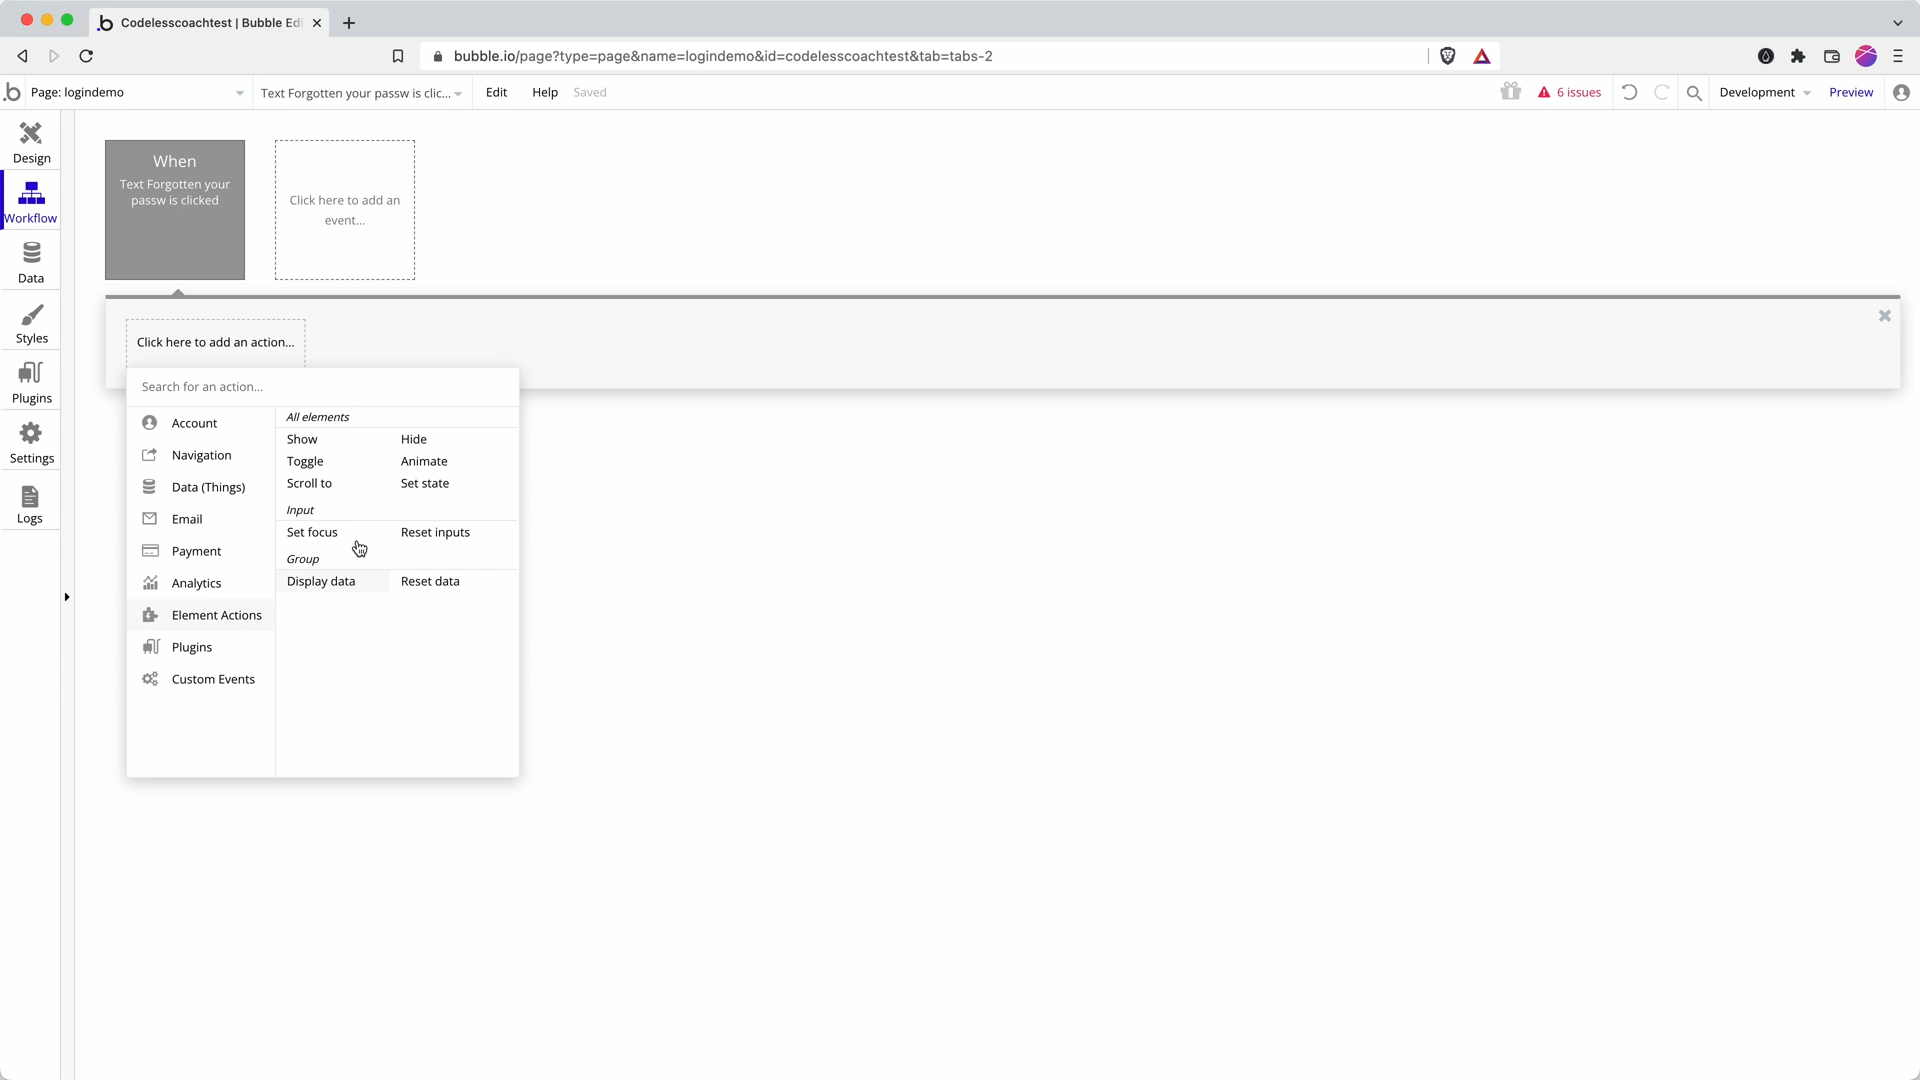 Codelesscoachtest | Bubble Edi
bubble.io/page?type=page&name=logindemo&id=codelesscoachtest&tab=tabs-2
Page: logindemo
Text Forgotten your passw is clic...
Edit
Help
Saved
6 issues
Development
Preview
Design
Workflow
Data
Styles
Plugins
Settings
Logs
When
Text Forgotten your
passw is clicked
Click here to add an
event...
Click here to add an action...
Search for an action...
Account
Navigation
Data (Things)
Email
Payment
Analytics
Element Actions
Plugins
Custom Events
All elements
Show
Hide
Toggle
Animate
Scroll to
Set state
Input
Set focus
Reset inputs
Group
Display data
Reset data